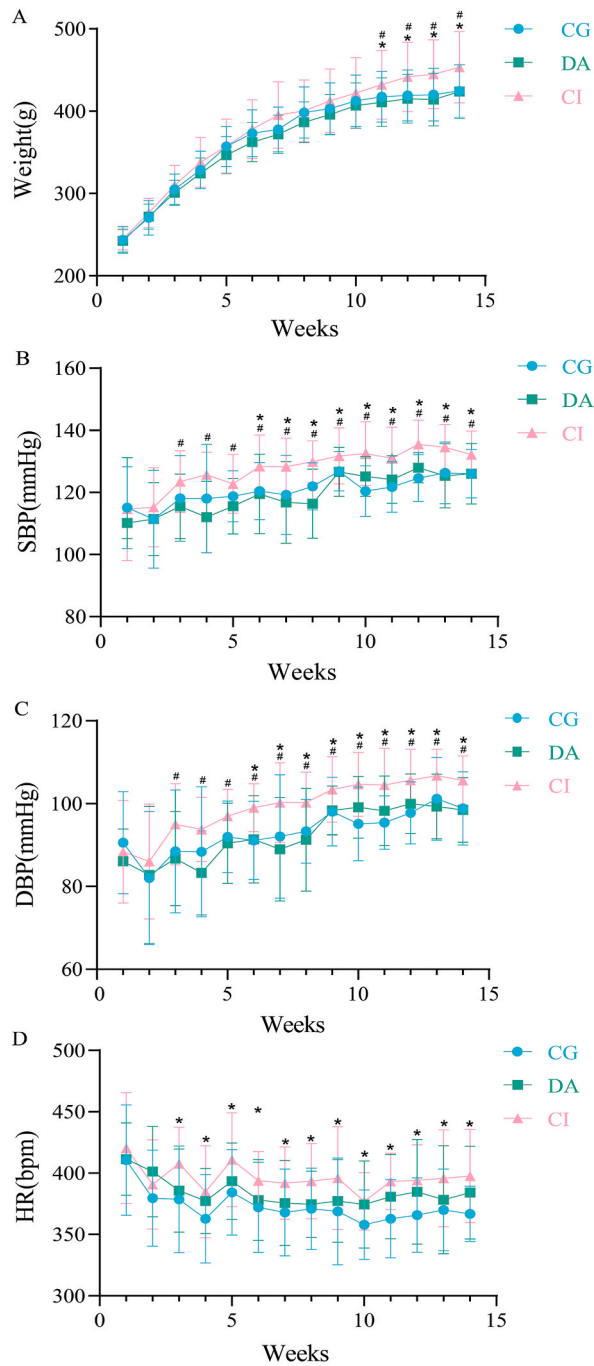 A
CG
DA
CI
# # # #
* * * *
500
400
300
200
Weight(g)
0 5 10 15
Weeks
B
CG
DA
CI
* * * * * * * * *
# # # # # # # # # # # #
160
140
120
100
80
SBP(mmHg)
0 5 10 15
Weeks
C
CG
DA
CI
* * * * * * * * *
# # # # # # # # # # # #
120
100
80
60
DBP(mmHg)
0 5 10 15
Weeks
D
CG
DA
CI
* * * * * * * * * * * *
500
450
400
350
300
HR(bpm)
0 5 10 15
Weeks